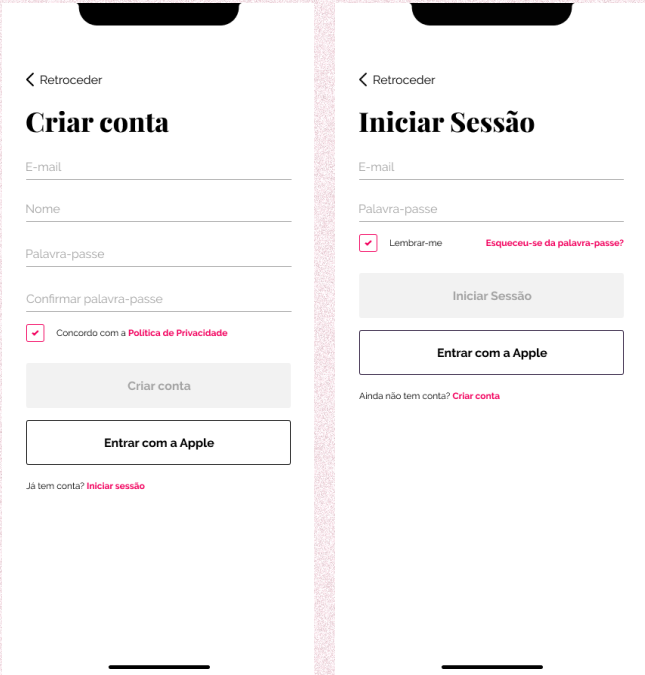 Retroceder
Criar conta
E-mail
Nome
Palavra-passe
Confirmar palavra-passe
Concordo com a Política de Privacidade
Criar conta
Entrar com a Apple
Já tem conta? Iniciar sessão
Retroceder
Iniciar Sessão
E-mail
Palavra-passe
Lembrar-me
Esqueceu-se da palavra-passe?
Iniciar Sessão
Entrar com a Apple
Ainda não tem conta? Criar conta